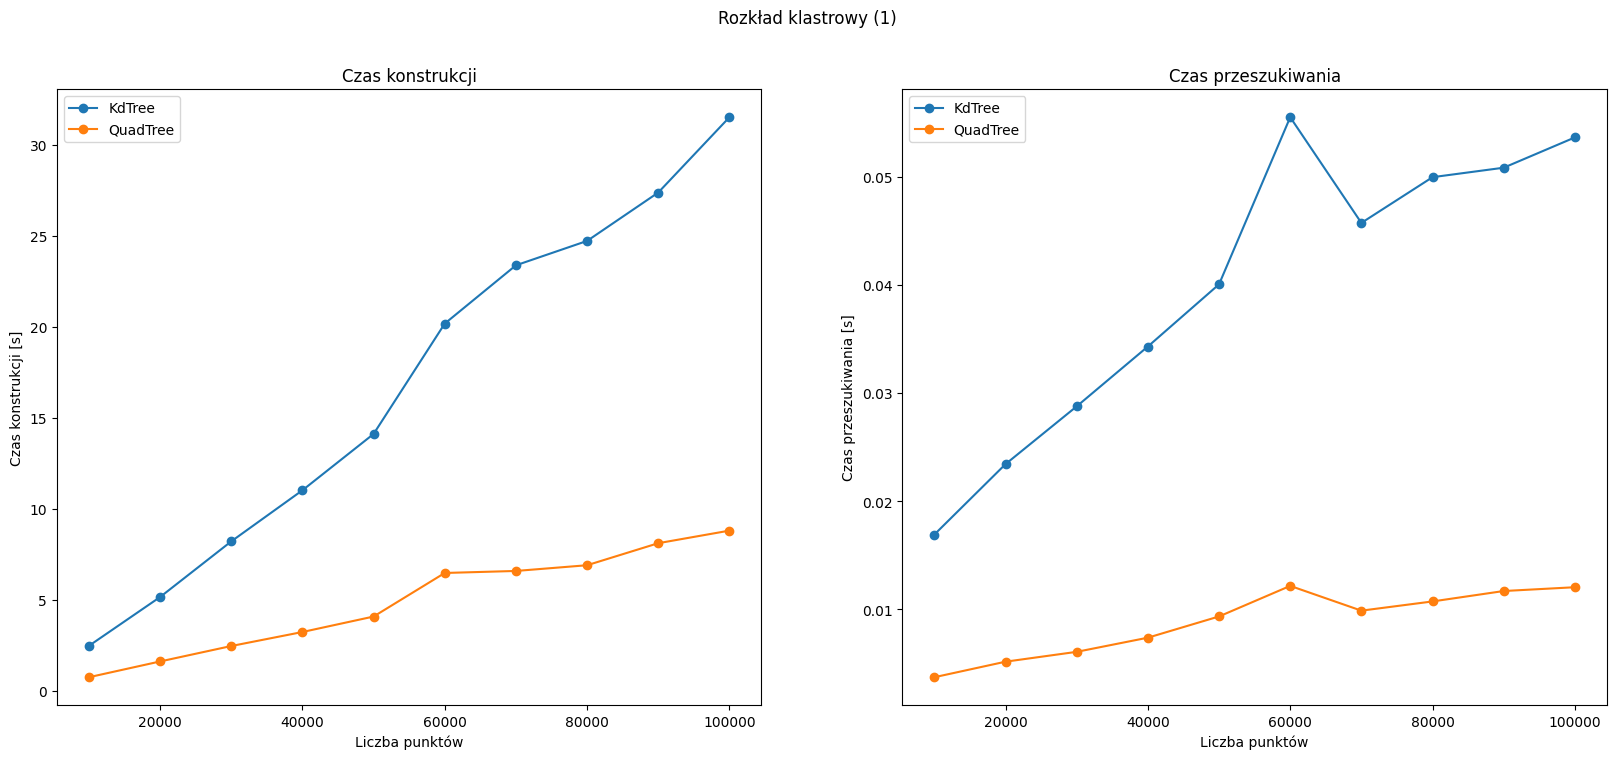 Rozkład klastrowy (1)
Czas konstrukcji
KdTree
QuadTree
30
25
20
15
10
5
0
Czas konstrukcji [s]
20000 40000 60000 80000 100000
Liczba punktów
Czas przeszukiwania
KdTree
QuadTree
0.05
0.04
0.03
0.02
0.01
Czas przeszukiwania [s]
20000 40000 60000 80000 100000
Liczba punktów